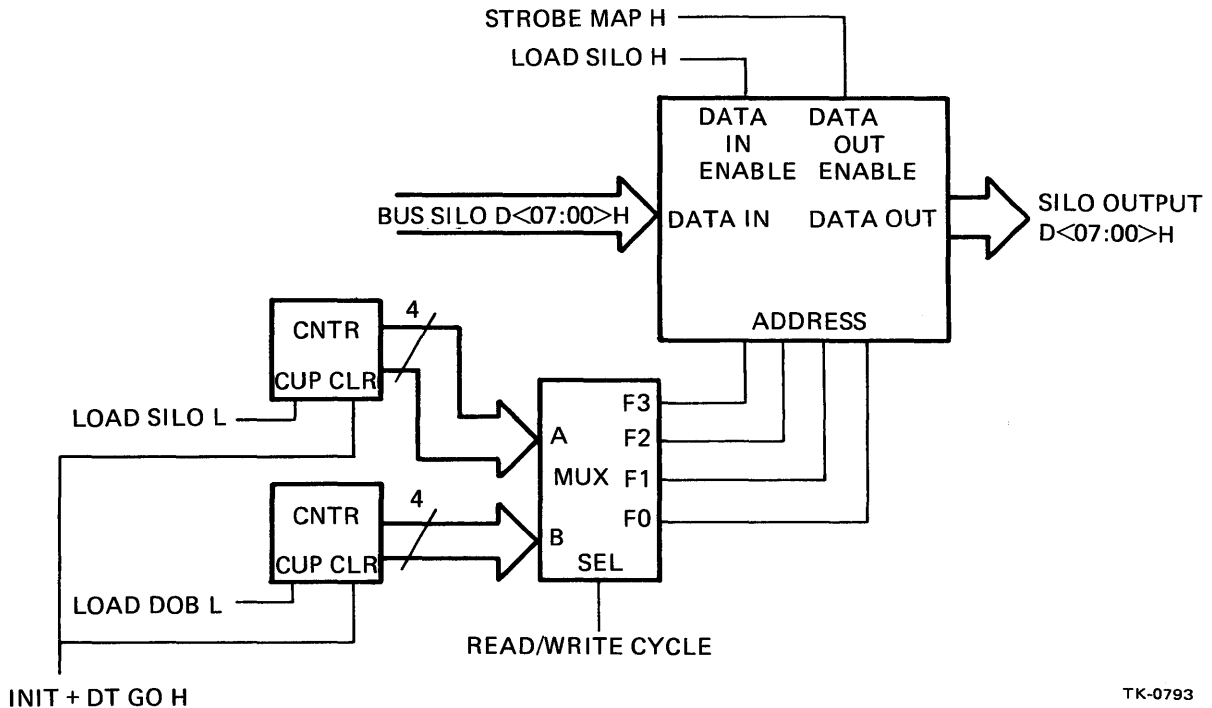 STROBE MAP H
LOAD SILO H
DATA IN ENABLE
DATA OUT ENABLE
BUS SILO D<07:00>H
DATA IN
DATA OUT
SILO OUTPUT
D<07:00>H
ADDRESS
4
CNTR
CUP CLR
LOAD SILO L
A
MUX
B
SEL
F3
F2
F1
F0
4
CNTR
CUP CLR
LOAD DOB L
READ/WRITE CYCLE
INIT + DT GO H
TK-0793